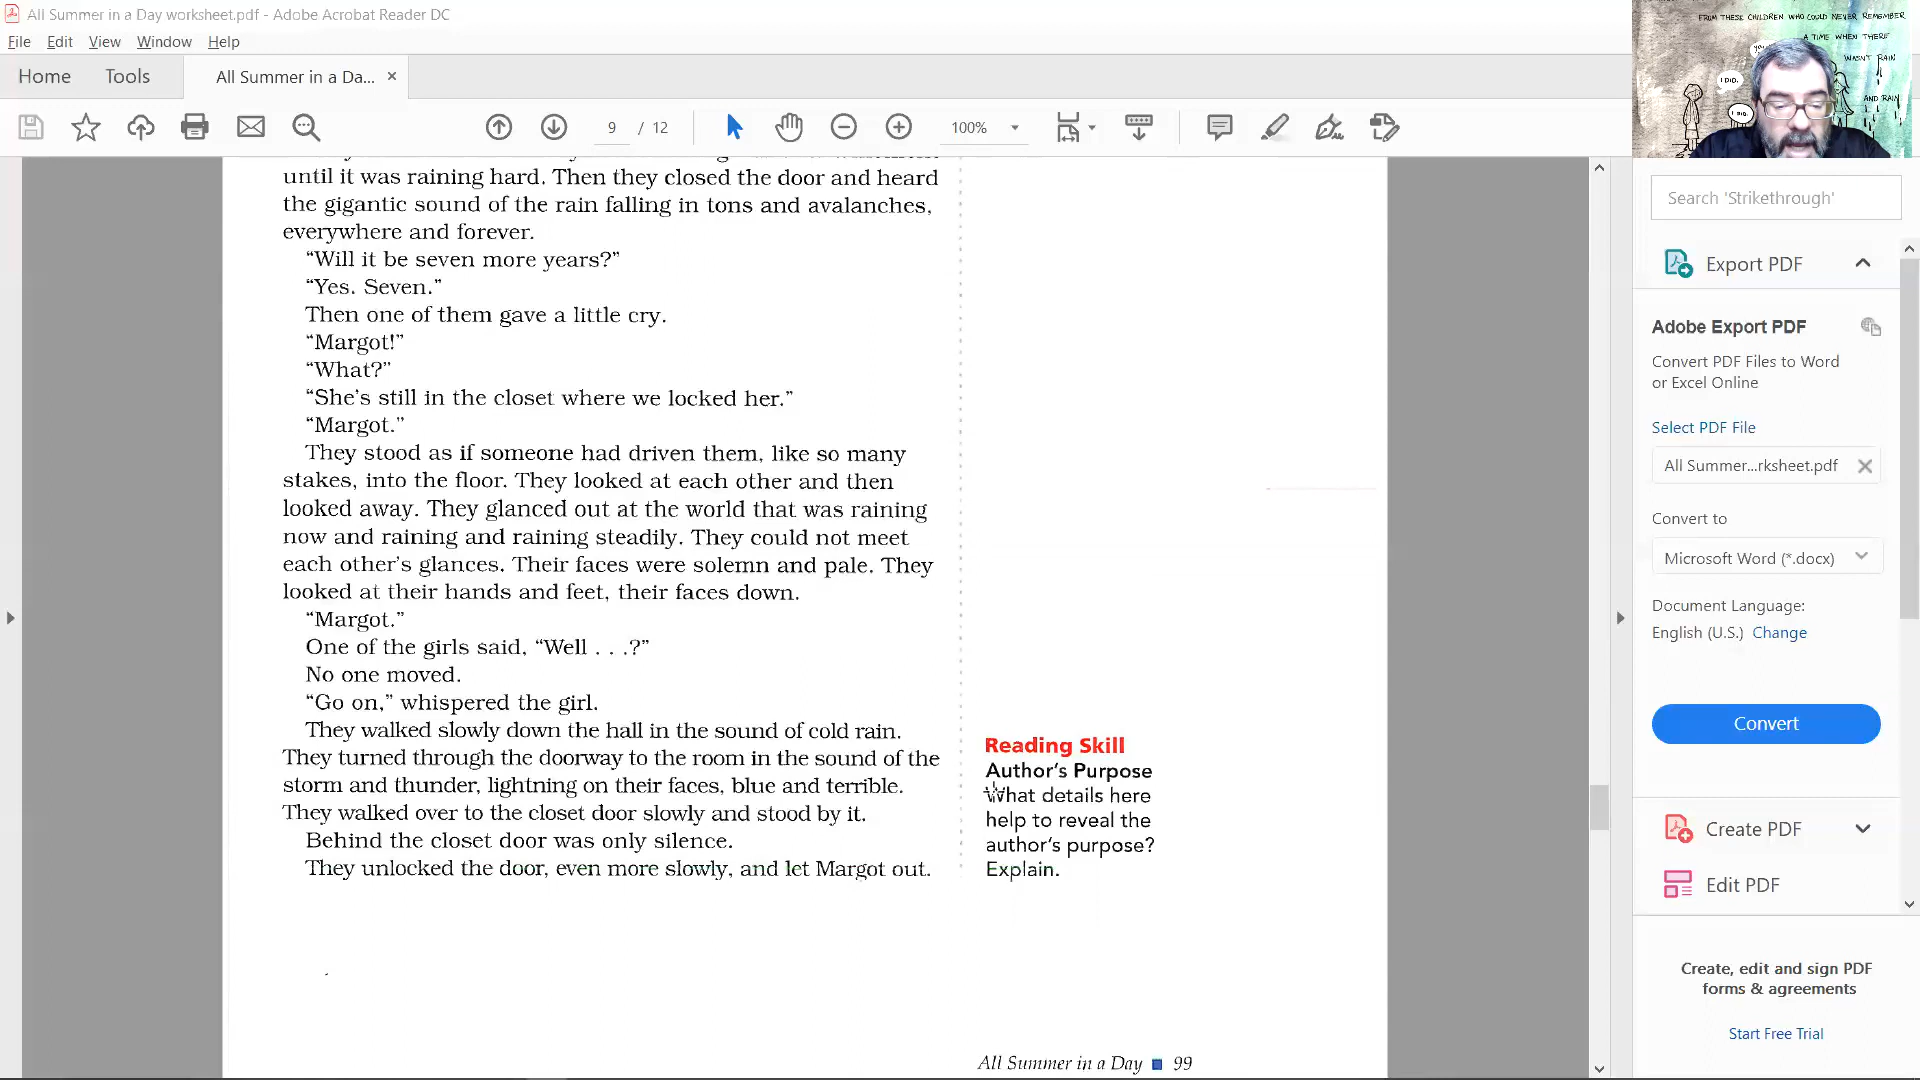 All Summer in a Day worksheet.pdf - Adobe Acrobat Reader DC
File Edit View Window Help
Home Tools All Summer in a Da... ×
9 / 12 100%
until it was raining hard. Then they closed the door and heard
the gigantic sound of the rain falling in tons and avalanches,
everywhere and forever.
“Will it be seven more years?”
“Yes. Seven.”
Then one of them gave a little cry.
“Margot!”
“What?”
“She’s still in the closet where we locked her.”
“Margot.”
They stood as if someone had driven them, like so many
stakes, into the floor. They looked at each other and then
looked away. They glanced out at the world that was raining
now and raining and raining steadily. They could not meet
each other’s glances. Their faces were solemn and pale. They
looked at their hands and feet, their faces down.
“Margot.”
One of the girls said, “Well . . .?”
No one moved.
“Go on,” whispered the girl.
They walked slowly down the hall in the sound of cold rain.
They turned through the doorway to the room in the sound of the
storm and thunder, lightning on their faces, blue and terrible.
They walked over to the closet door slowly and stood by it.
Behind the closet door was only silence.
They unlocked the door, even more slowly, and let Margot out.
Reading Skill
Author’s Purpose
What details here
help to reveal the
author’s purpose?
Explain.
All Summer in a Day ■ 99
FROM THESE CHILDREN WHO COULD NEVER REMEMBER
A TIME WHEN THERE
WASN'T RAIN
AND RAIN
I DID.
I DID.
Search 'Strikethrough'
Export PDF
Adobe Export PDF
Convert PDF Files to Word
or Excel Online
Select PDF File
All Summer...rksheet.pdf
Convert to
Microsoft Word (*.docx)
Document Language:
English (U.S.) Change
Convert
Create PDF
Edit PDF
Create, edit and sign PDF
forms & agreements
Start Free Trial